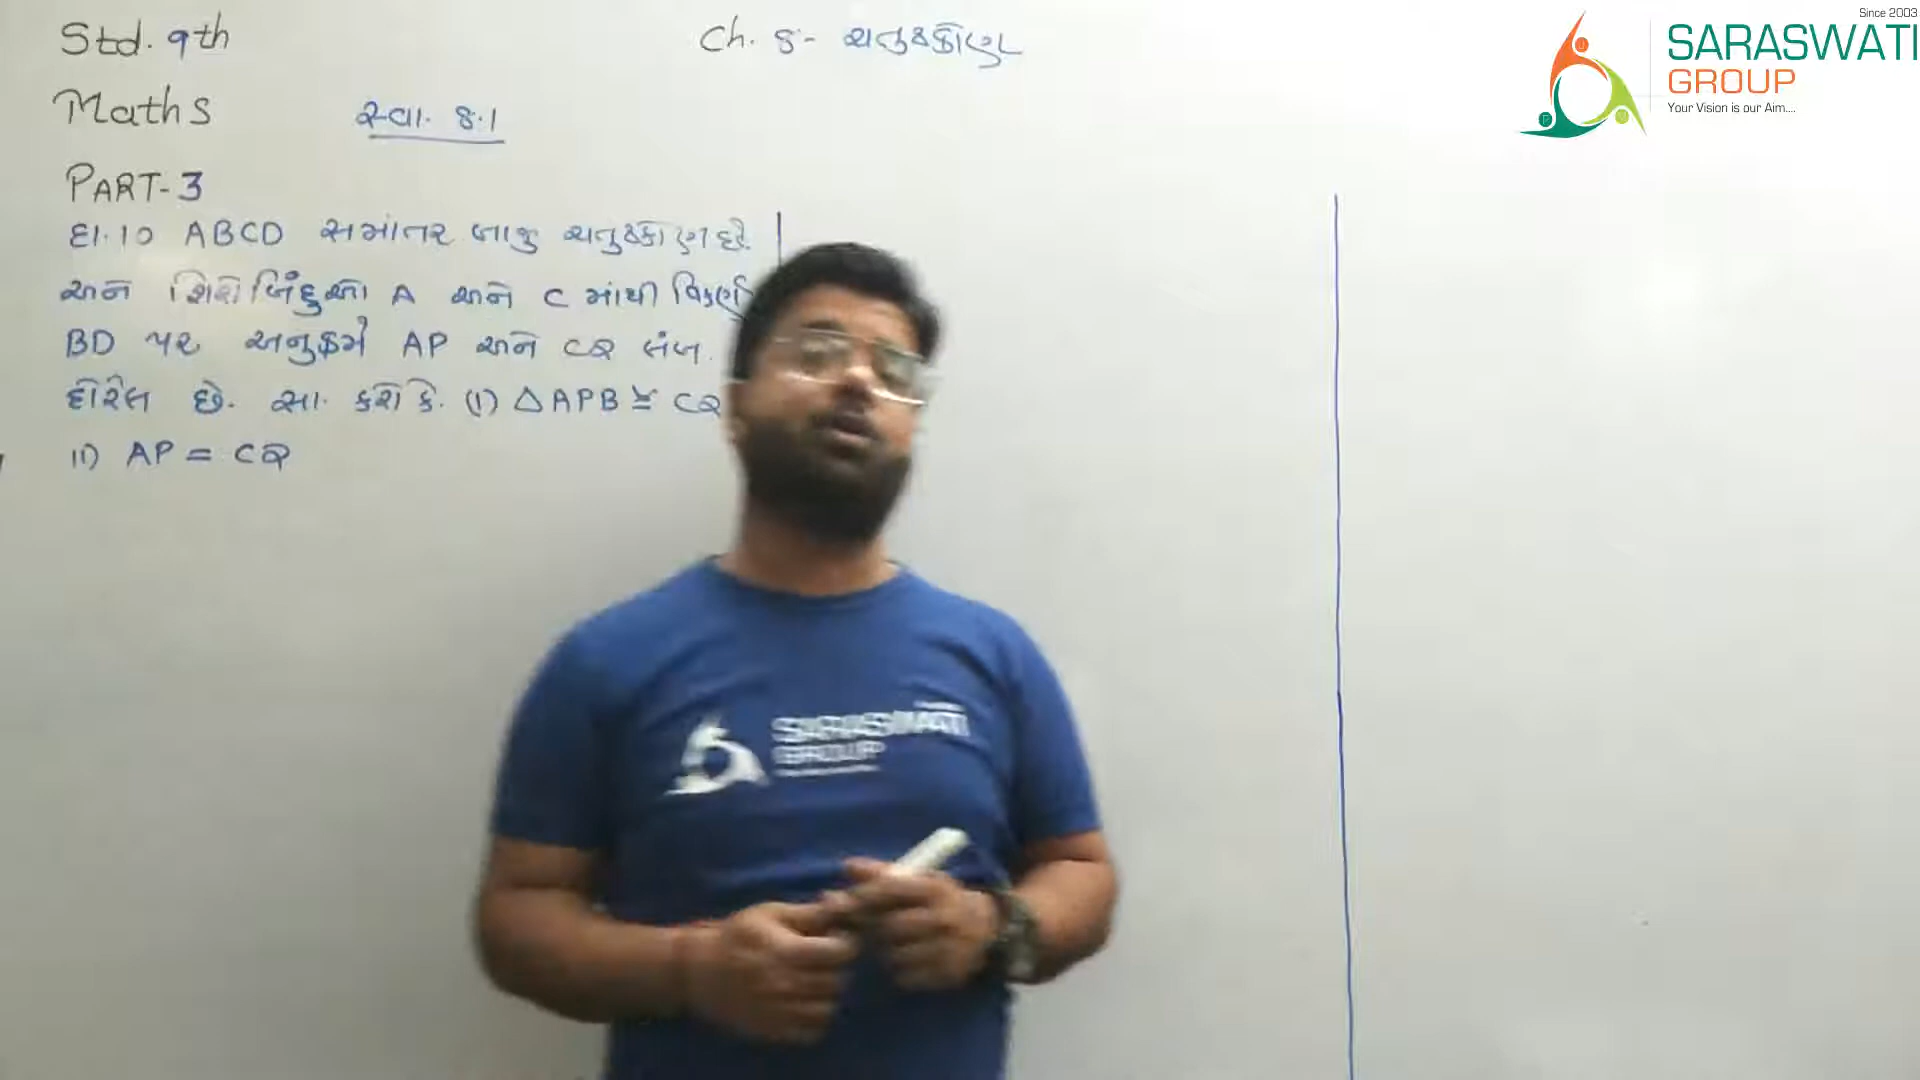 Std. 9th
Ch. 8 :- ચતુષ્કોણ
Maths
સ્વા. 8.1
PART-3
દા.10 ABCD સમાંતર બાજુ ચતુષ્કોણ છે.
અને શિરોબિંદુઓ A અને C માંથી વિકર્ણ
BD પર અનુક્રમે AP અને CQ લંબ
દોરેલ છે. સા. કરો કે. (i) △APB ≅ CQ
ii) AP = CQ
Since 2003
SARASWATI
GROUP
Your Vision is our Aim....
SARASWATI
GROUP